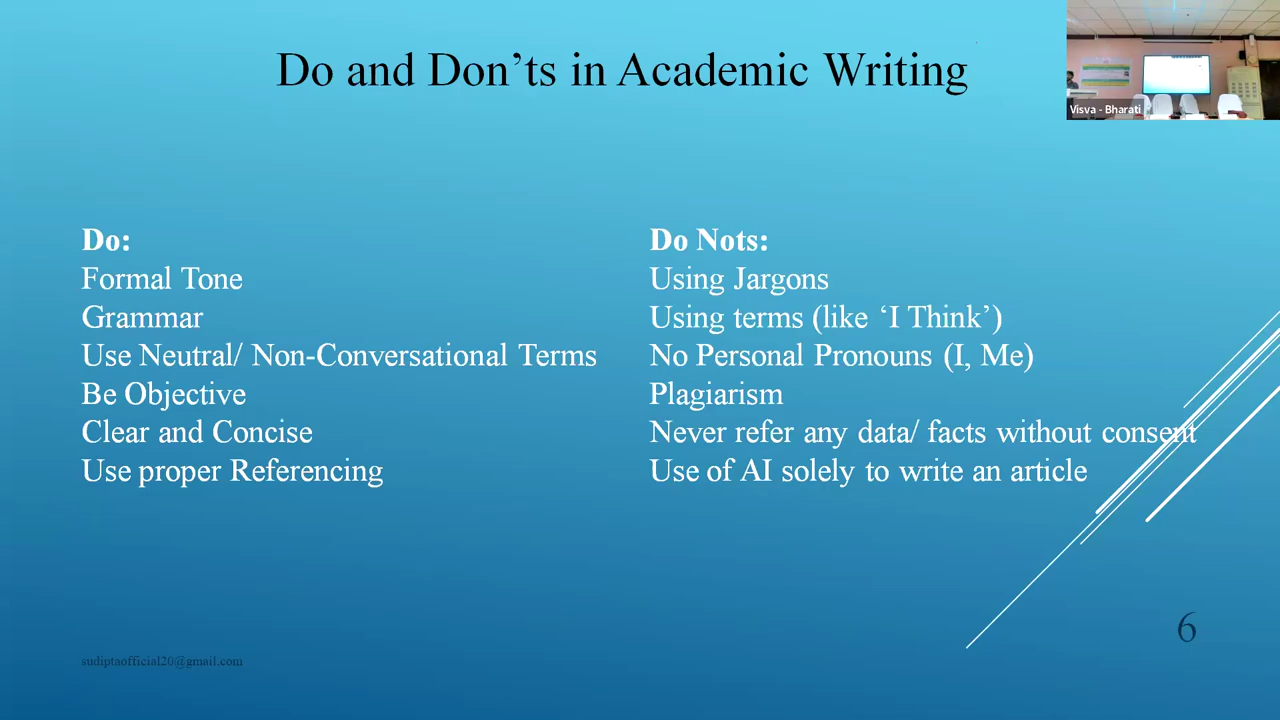 Do and Don'ts in Academic Writing
Visva - Bharati
Do:
Formal Tone
Grammar
Use Neutral/ Non-Conversational Terms
Be Objective
Clear and Concise
Use proper Referencing
Do Nots:
Using Jargons
Using terms (like ‘I Think’)
No Personal Pronouns (I, Me)
Plagiarism
Never refer any data/ facts without consent
Use of AI solely to write an article
6
sudiptaofficial20@gmail.com